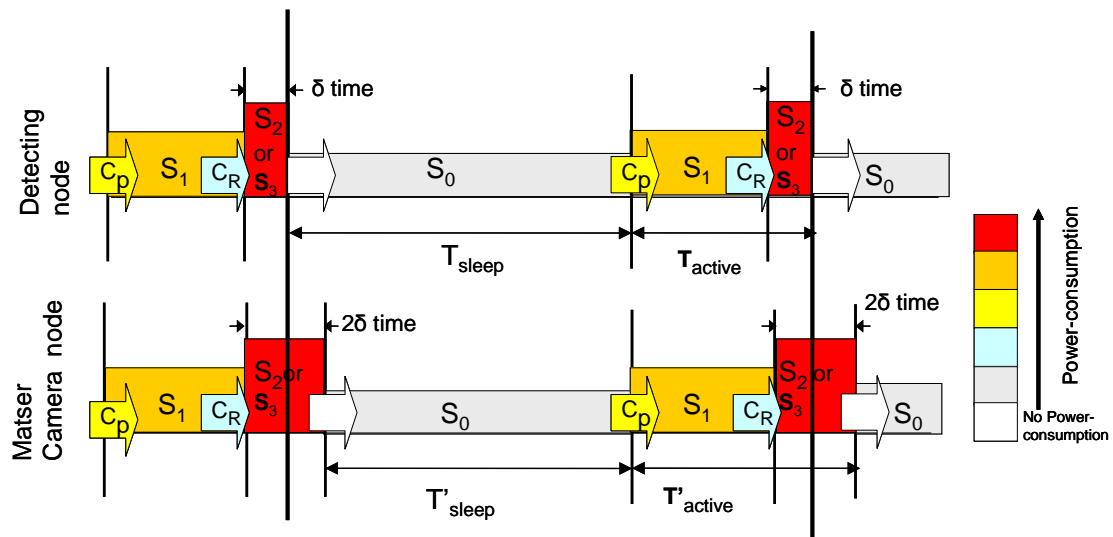 δ time
δ time
Detecting
node
Cp
S1
CR
S2
or
S3
S0
Cp
S1
CR
S2
or
S3
S0
Tsleep
Tactive
2δ time
2δ time
Matser
Camera node
Cp
S1
CR
S2 or
S3
S0
Cp
S1
CR
S2 or
S3
S0
T'sleep
T'active
Power-consumption
No Power-
consumption